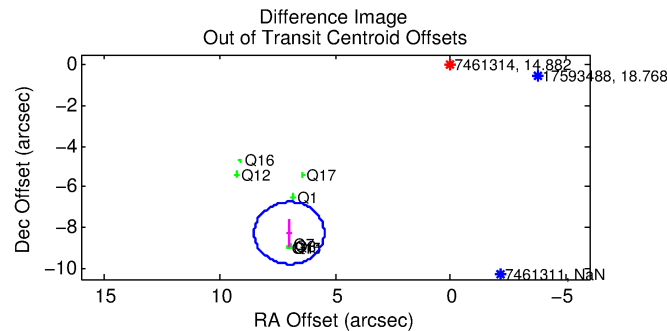 Difference Image
Out of Transit Centroid Offsets
Dec Offset (arcsec)
0
−2
−4
−6
−8
−10
7461314, 14.882
17593488, 18.768
Q16
Q12
Q17
Q1
7461311, NaN
15
10
5
0
−5
RA Offset (arcsec)